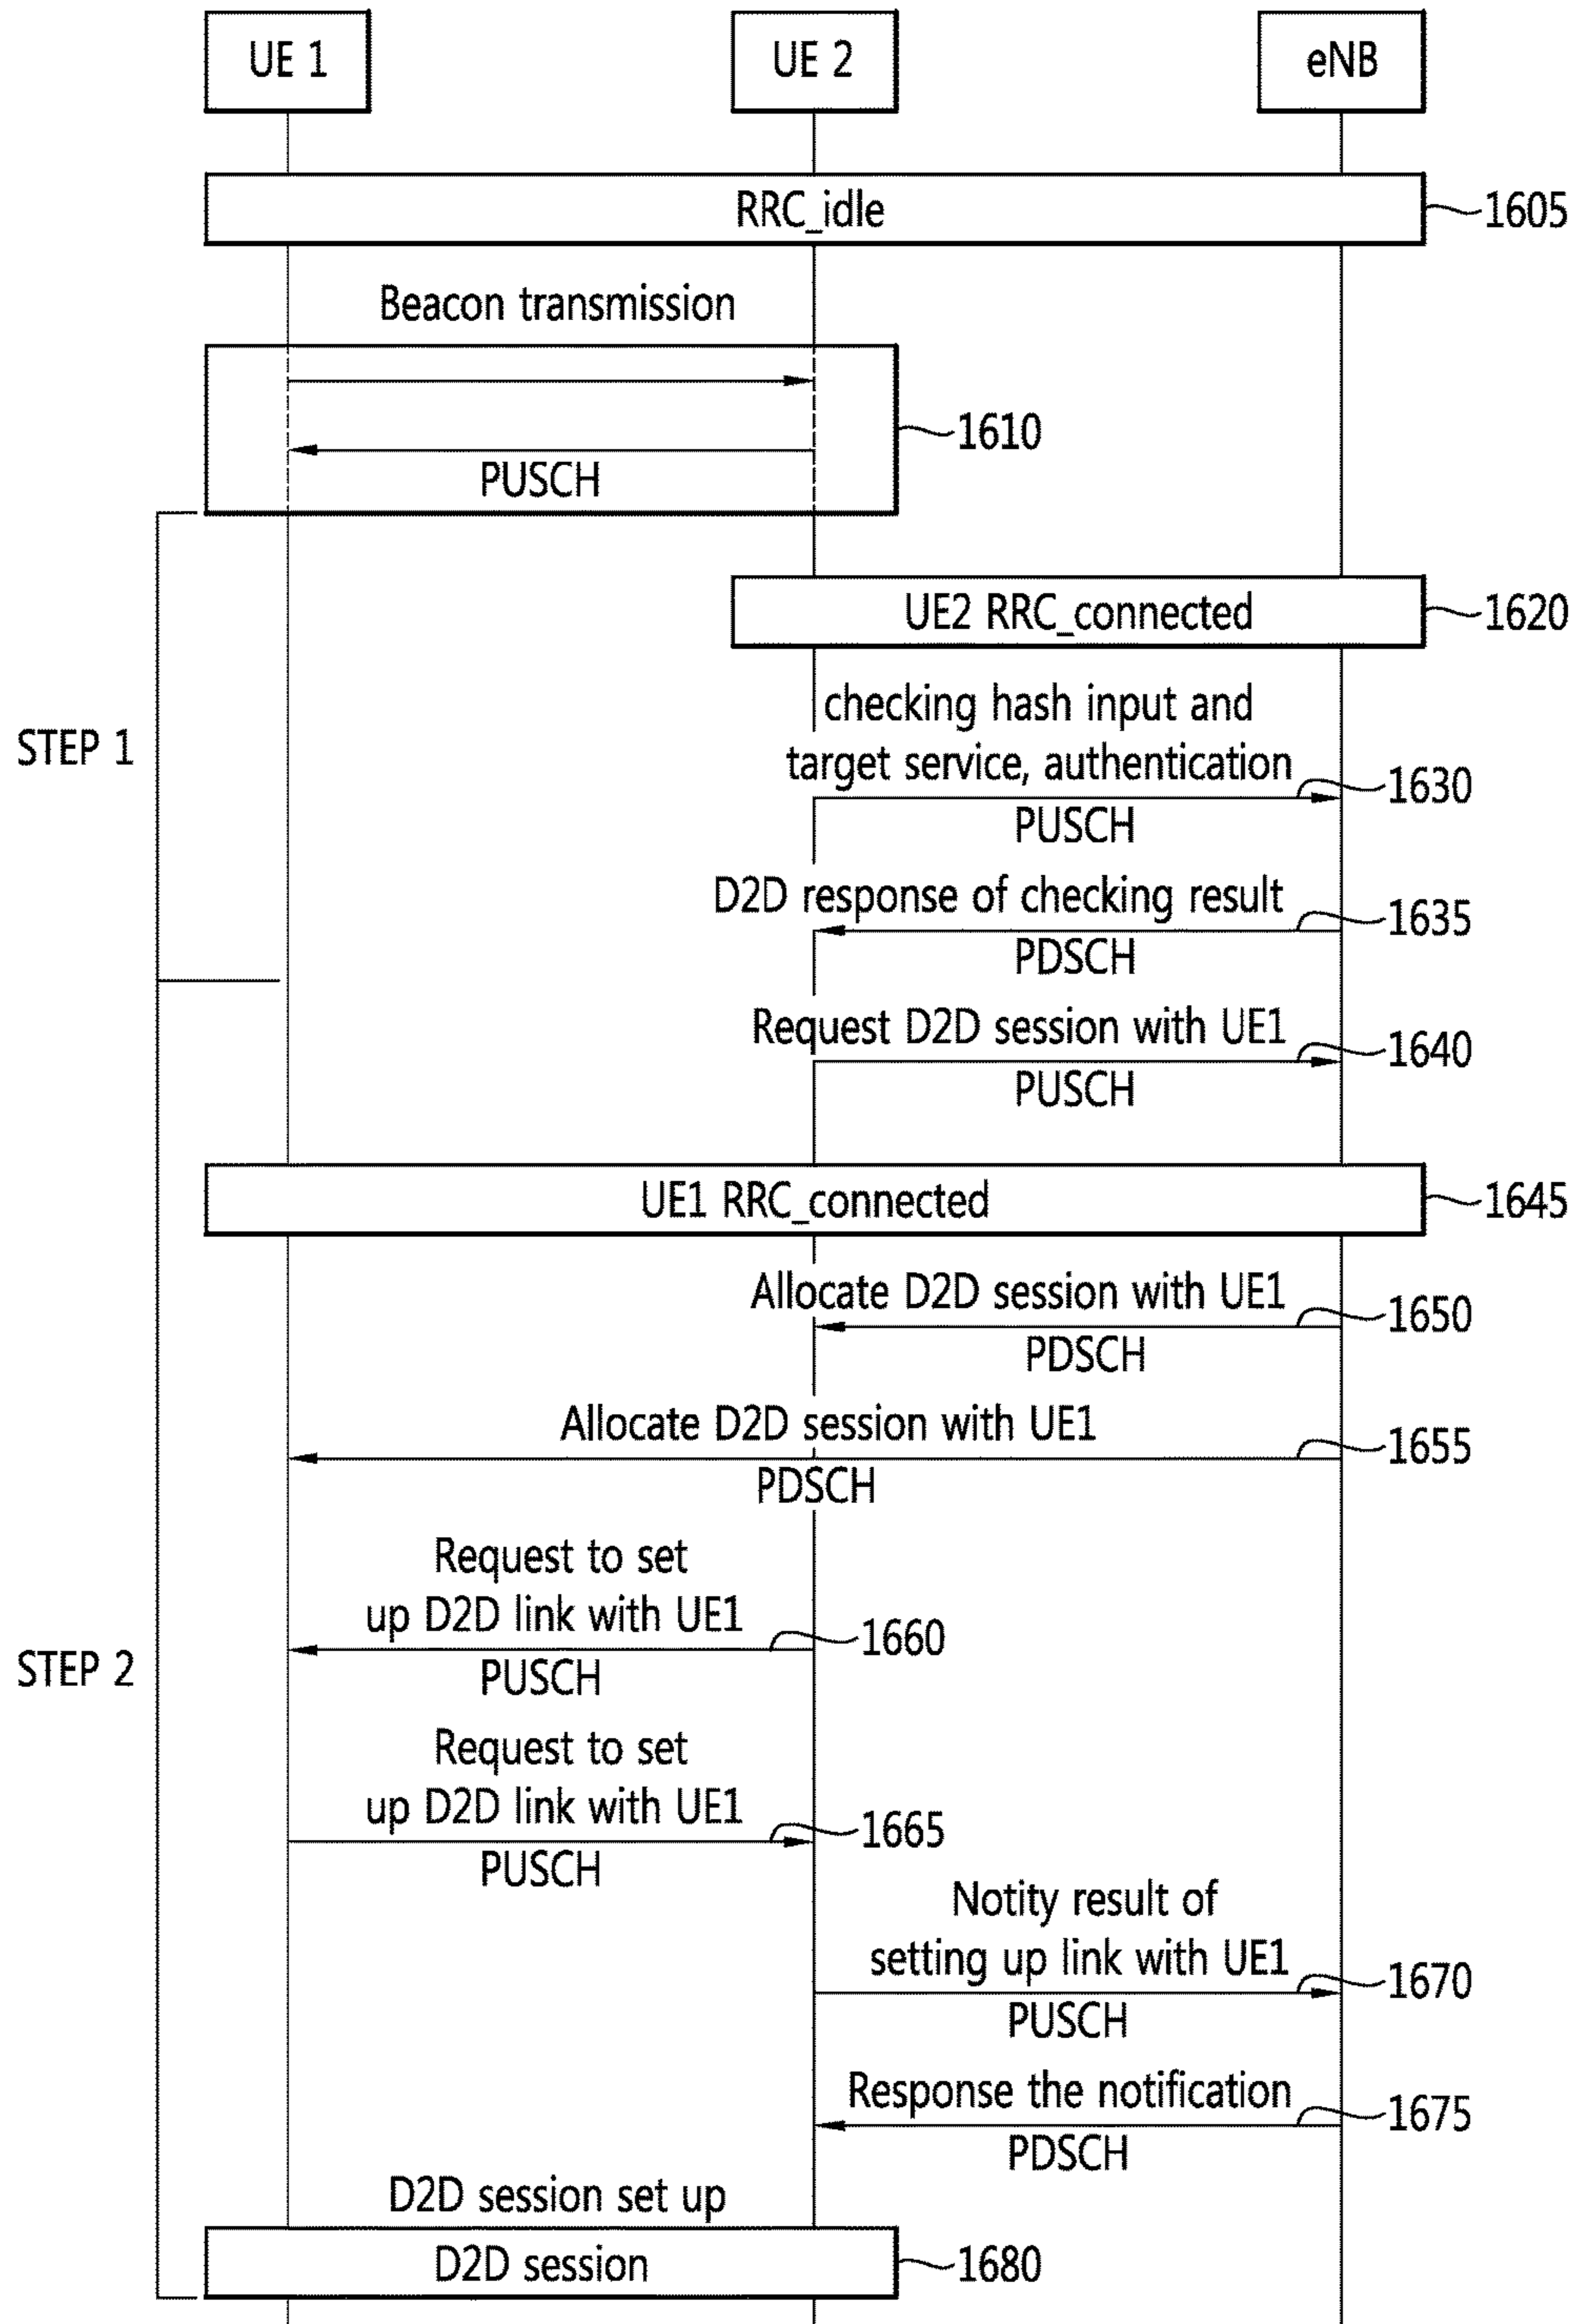 UE 1
UE 2
eNB
RRC_idle
1605
Beacon transmission
1610
PUSCH
UE2 RRC_connected
1620
STEP 1
checking hash input and
target service, authentication
1630
PUSCH
D2D response of checking result
1635
PDSCH
Request D2D session with UE1
1640
PUSCH
UE1 RRC_connected
1645
Allocate D2D session with UE1
1650
PDSCH
Allocate D2D session with UE1
1655
PDSCH
Request to set
up D2D link with UE1
1660
PUSCH
STEP 2
Request to set
up D2D link with UE1
1665
PUSCH
Notity result of
setting up link with UE1
1670
PUSCH
Response the notification
1675
PDSCH
D2D session set up
D2D session
1680